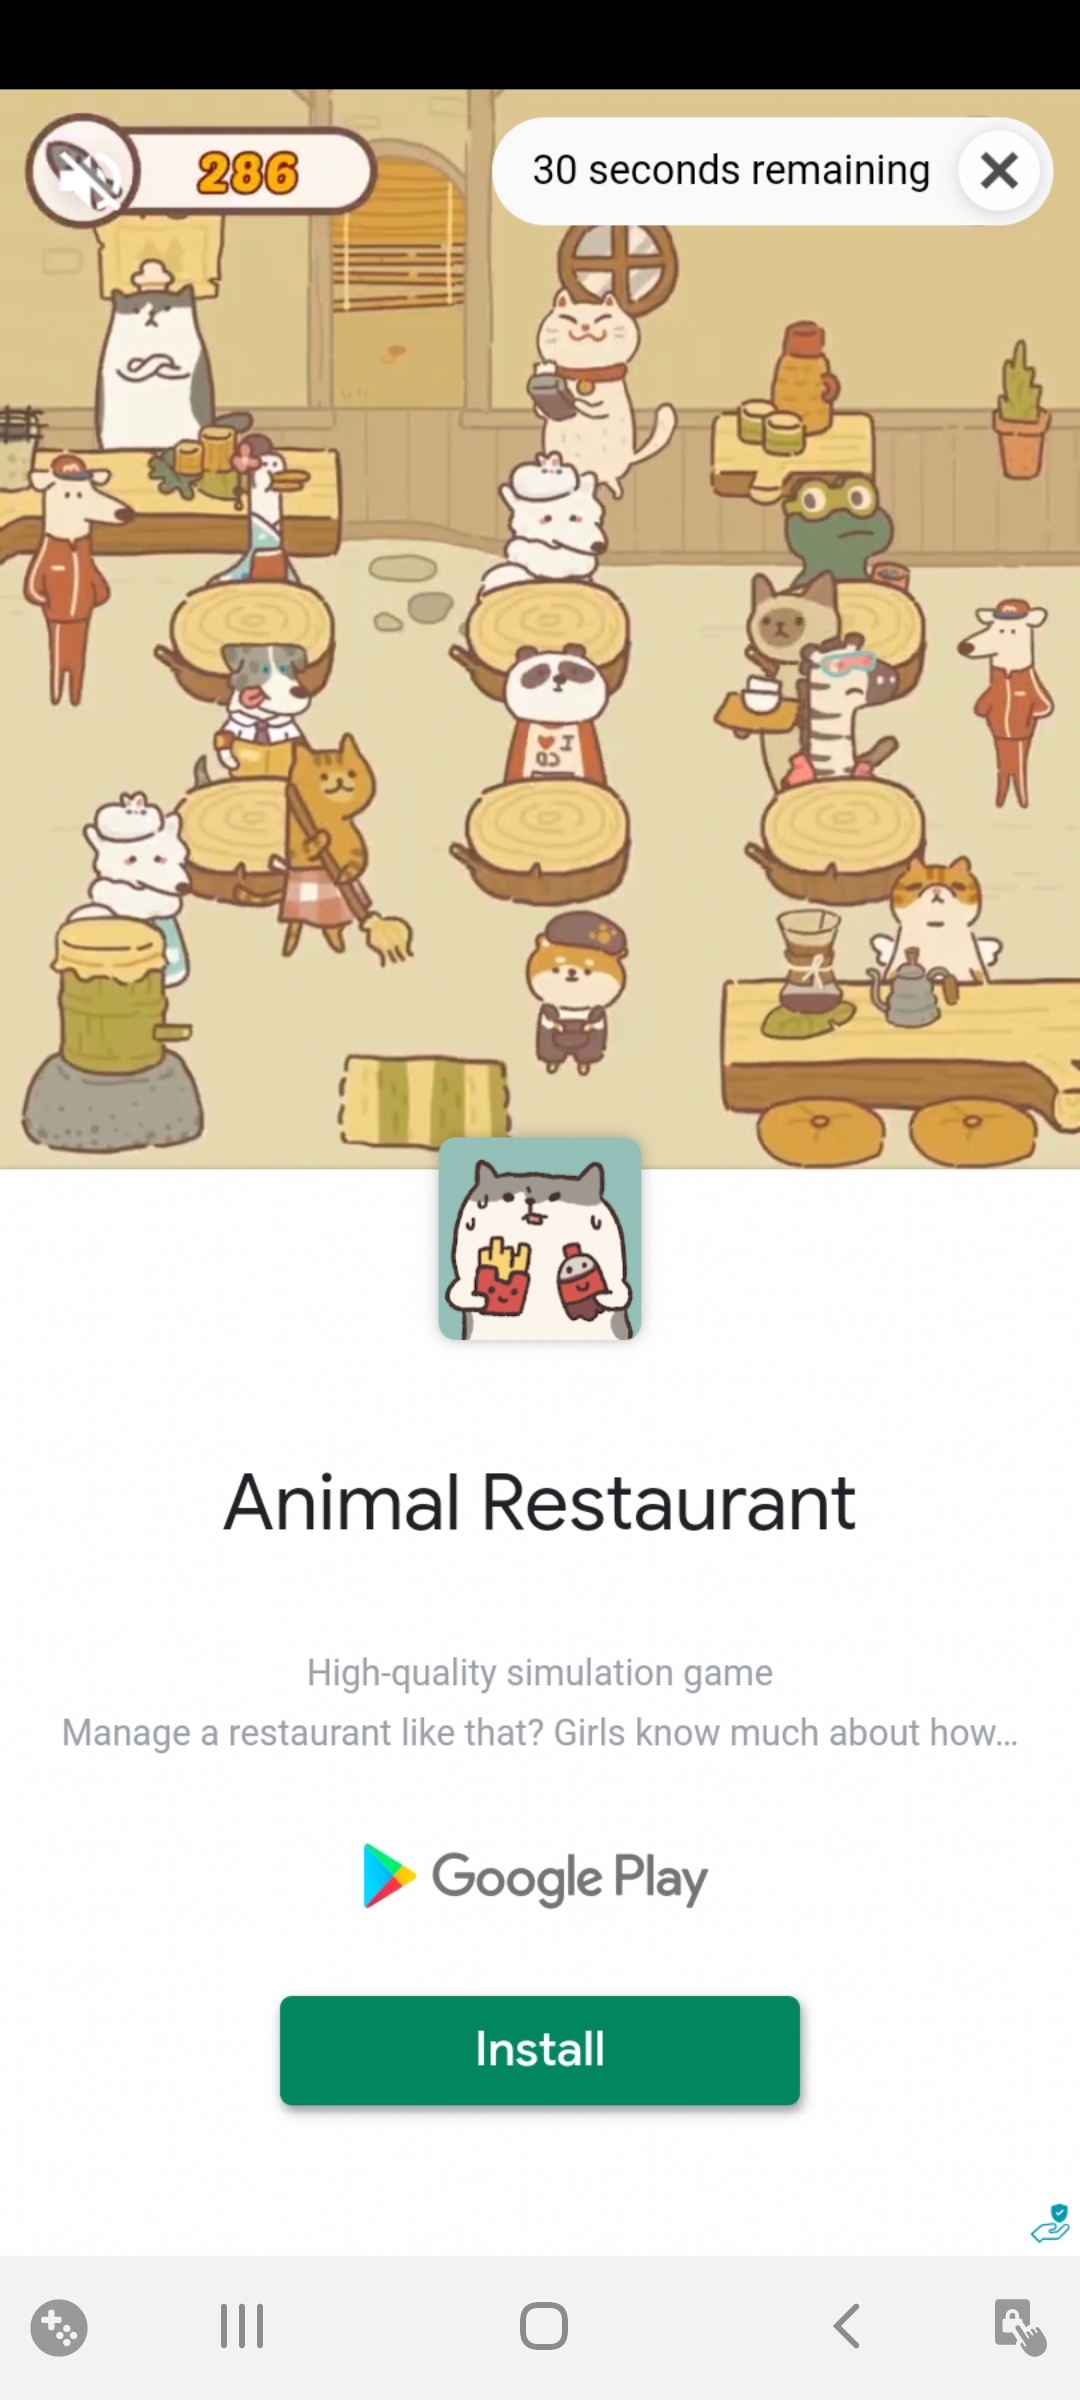 286
30 seconds remaining
I
Animal Restaurant
High-quality simulation game
Manage a restaurant like that? Girls know much about how...
Google Play
Install